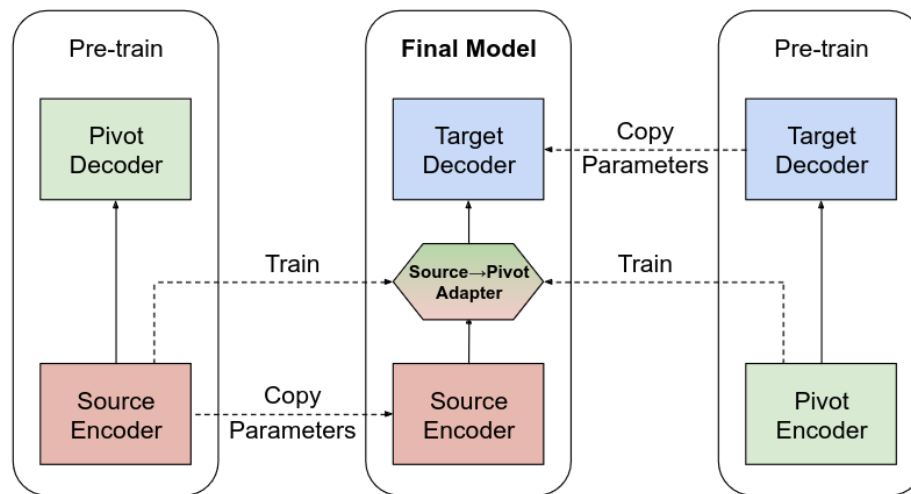 Pre-train
Pivot
Decoder
Source
Encoder
Train
Copy
Parameters
Final Model
Target
Decoder
Source→Pivot
Adapter
Source
Encoder
Copy
Parameters
Train
Pre-train
Target
Decoder
Pivot
Encoder